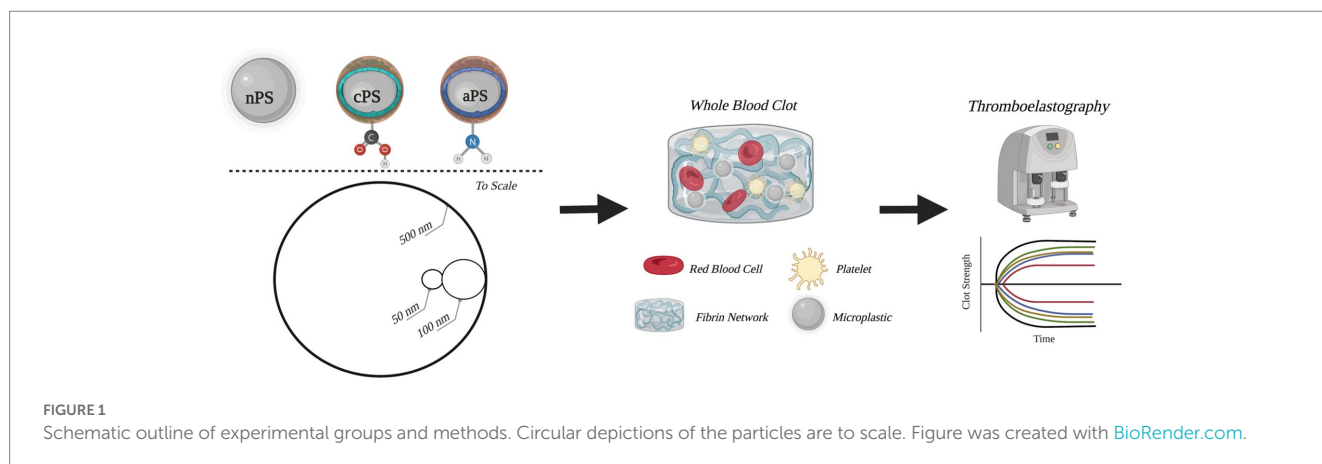 nPS
cPS
aPS
C
O
O
H
N
H
H
To Scale
500 nm
50 nm
100 nm
Whole Blood Clot
Red Blood Cell
Platelet
Fibrin Network
Microplastic
Thromboelastography
Clot Strength
Time
FIGURE 1
Schematic outline of experimental groups and methods. Circular depictions of the particles are to scale. Figure was created with BioRender.com.